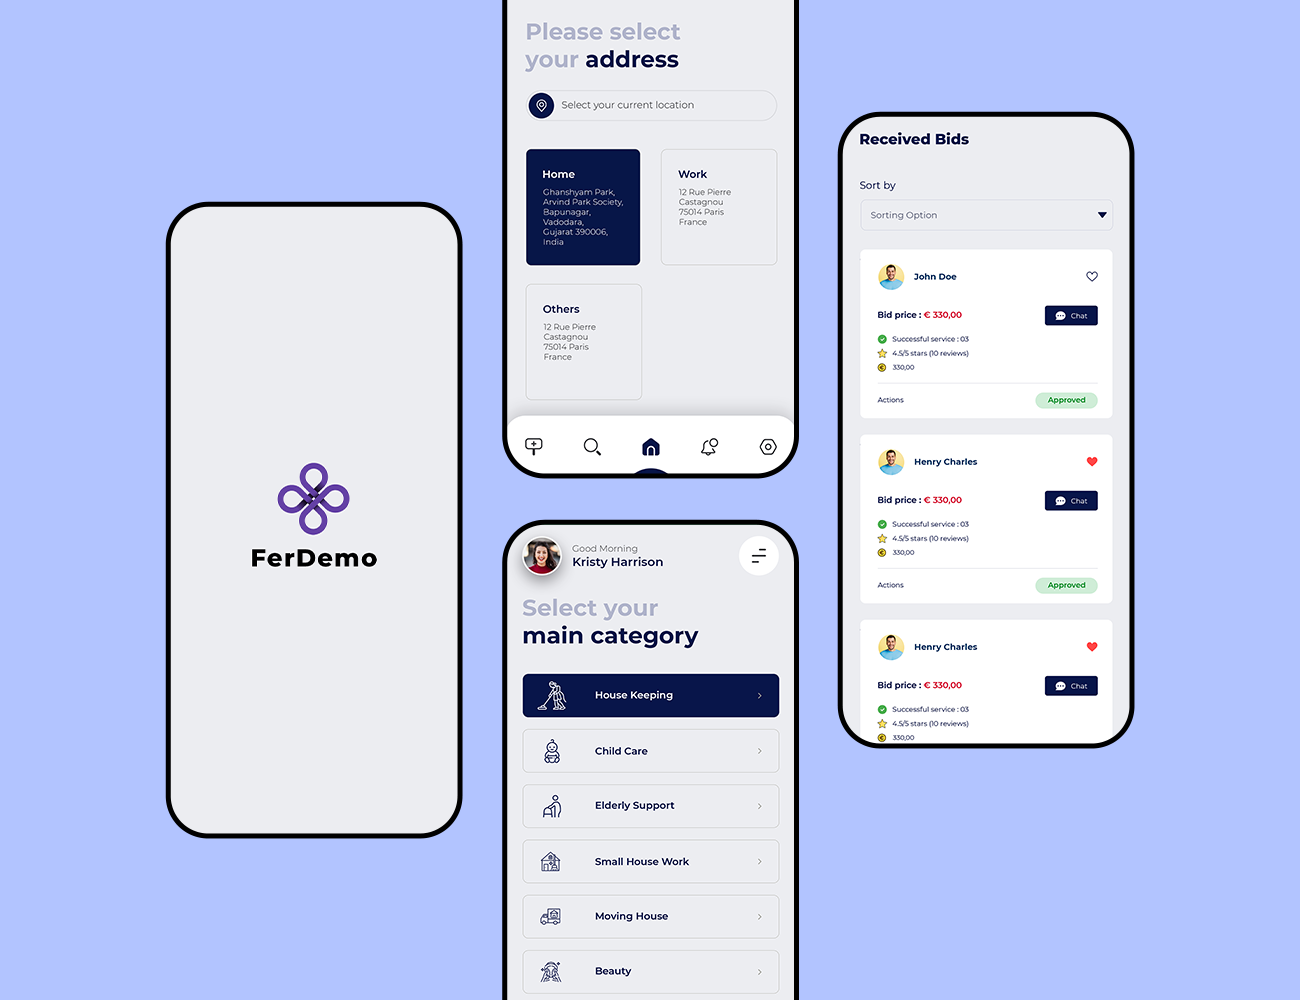 FerDemo
Please select
your address
Select your current location
Home
Ghanshyam Park,
Arvind Park Society,
Bapunagar,
Vadodara,
Gujarat 390006,
India
Work
12 Rue Pierre
Castagnou
75014 Paris
France
Others
12 Rue Pierre
Castagnou
75014 Paris
France
Good Morning
Kristy Harrison
Select your
main category
House Keeping
Child Care
Elderly Support
Small House Work
Moving House
Beauty
Received Bids
Sort by
Sorting Option
John Doe
Bid price : € 330,00
Chat
Successful service : 03
4.5/5 stars (10 reviews)
330,00
Actions
Approved
Henry Charles
Bid price : € 330,00
Chat
Successful service : 03
4.5/5 stars (10 reviews)
330,00
Actions
Approved
Henry Charles
Bid price : € 330,00
Chat
Successful service : 03
4.5/5 stars (10 reviews)
330,00